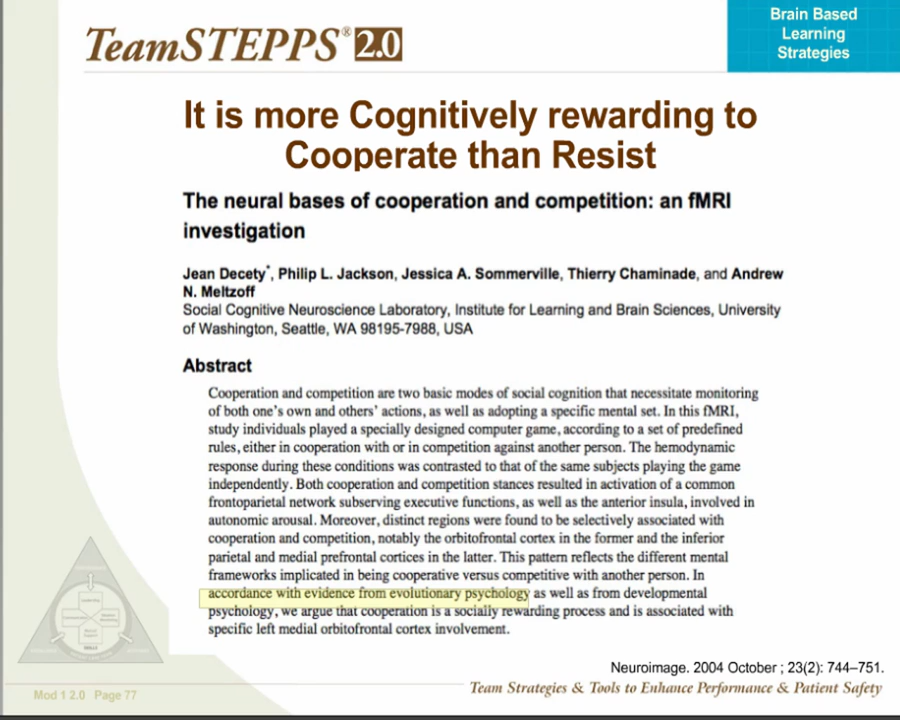 TeamSTEPPS® 2.0
Brain Based
Learning
Strategies
It is more Cognitively rewarding to
Cooperate than Resist
The neural bases of cooperation and competition: an fMRI
investigation
Jean Decety*, Philip L. Jackson, Jessica A. Sommerville, Thierry Chaminade, and Andrew
N. Meltzoff
Social Cognitive Neuroscience Laboratory, Institute for Learning and Brain Sciences, University
of Washington, Seattle, WA 98195-7988, USA
Abstract
Cooperation and competition are two basic modes of social cognition that necessitate monitoring
of both one's own and others' actions, as well as adopting a specific mental set. In this fMRI,
study individuals played a specially designed computer game, according to a set of predefined
rules, either in cooperation with or in competition against another person. The hemodynamic
response during these conditions was contrasted to that of the same subjects playing the game
independently. Both cooperation and competition stances resulted in activation of a common
frontoparietal network subserving executive functions, as well as the anterior insula, involved in
autonomic arousal. Moreover, distinct regions were found to be selectively associated with
cooperation and competition, notably the orbitofrontal cortex in the former and the inferior
parietal and medial prefrontal cortices in the latter. This pattern reflects the different mental
frameworks implicated in being cooperative versus competitive with another person. In
accordance with evidence from evolutionary psychology as well as from developmental
psychology, we argue that cooperation is a socially rewarding process and is associated with
specific left medial orbitofrontal cortex involvement.
Neuroimage. 2004 October ; 23(2): 744–751.
Mod 1 2.0 Page 77
Team Strategies & Tools to Enhance Performance & Patient Safety